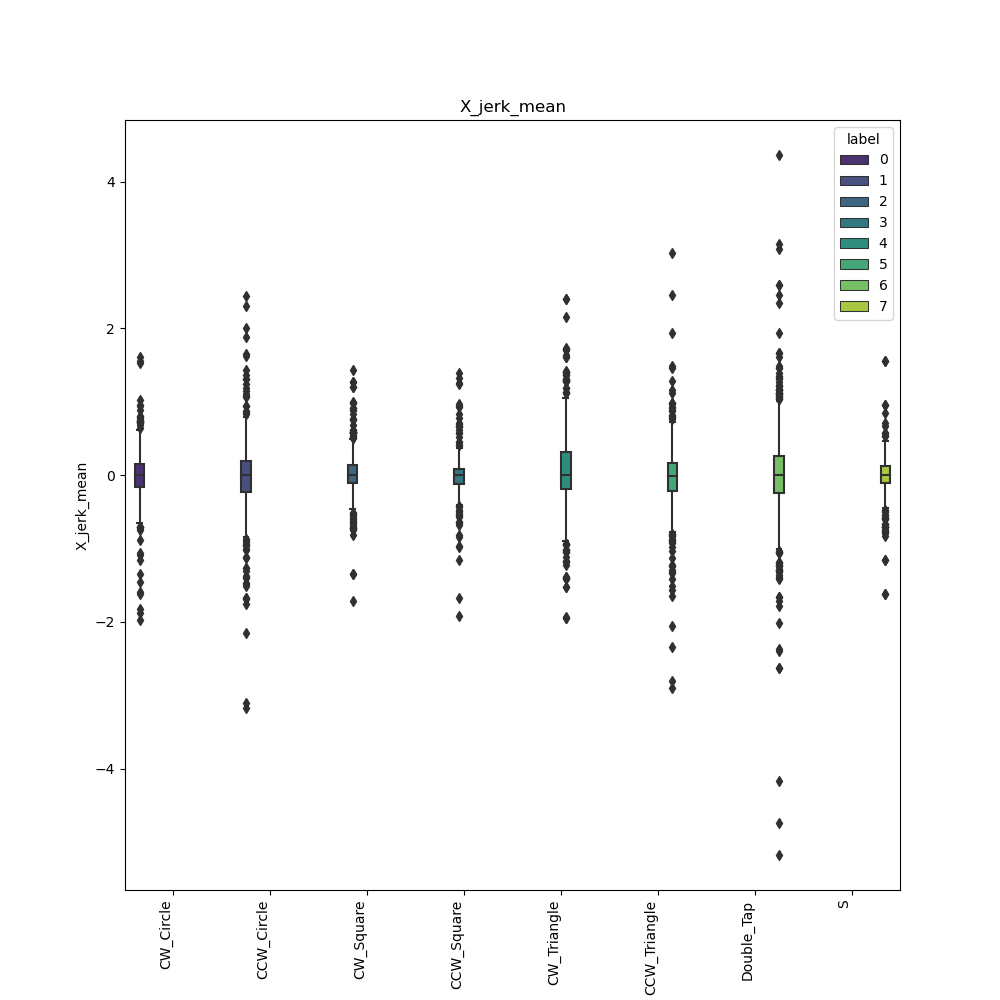 X_jerk_mean
label
0
1
2
3
4
5
6
7
4
2
0
−2
−4
X_jerk_mean
CW_Circle
CCW_Circle
CW_Square
CCW_Square
CW_Triangle
CCW_Triangle
Double_Tap
S